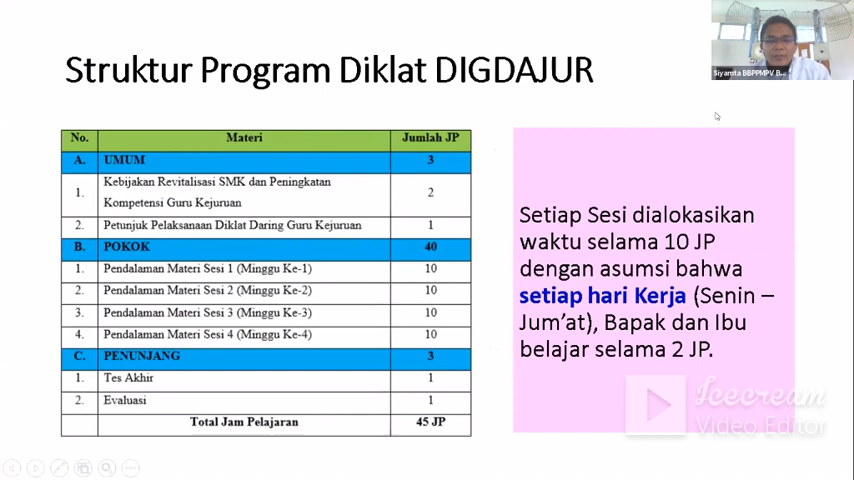 Siyamta BBPPMPV B...
Struktur Program Diklat DIGDAJUR
No. Materi Jumlah JP
A. UMUM 3
1. Kebijakan Revitalisasi SMK dan Peningkatan
Kompetensi Guru Kejuruan 2
2. Petunjuk Pelaksanaan Diklat Daring Guru Kejuruan 1
B. POKOK 40
1. Pendalaman Materi Sesi 1 (Minggu Ke-1) 10
2. Pendalaman Materi Sesi 2 (Minggu Ke-2) 10
3. Pendalaman Materi Sesi 3 (Minggu Ke-3) 10
4. Pendalaman Materi Sesi 4 (Minggu Ke-4) 10
C. PENUNJANG 3
1. Tes Akhir 1
2. Evaluasi 1
Total Jam Pelajaran 45 JP
Setiap Sesi dialokasikan
waktu selama 10 JP
dengan asumsi bahwa
setiap hari Kerja (Senin –
Jum’at), Bapak dan Ibu
belajar selama 2 JP.
Icecream
Video Editor